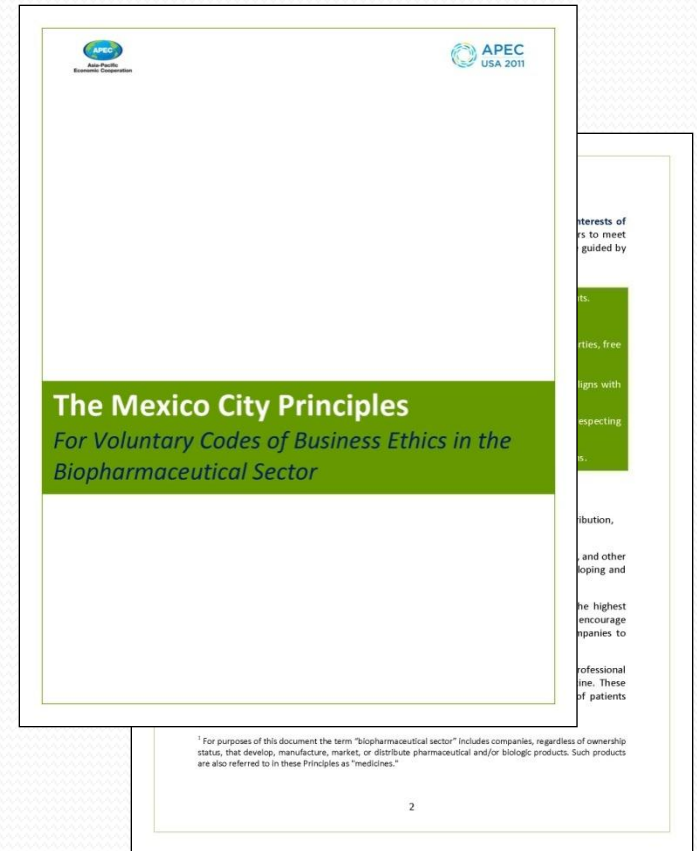 APEC
Asia-Pacific
Economic Cooperation
APEC
USA 2011
The Mexico City Principles
For Voluntary Codes of Business Ethics in the
Biopharmaceutical Sector
nterests of
rs to meet
guided by
ts.
rties, free
ligns with
especting
s.
ribution,
, and other
loping and
he highest
encourage
mpanies to
rofessional
ine. These
of patients
1 For purposes of this document the term "biopharmaceutical sector" includes companies, regardless of ownership
status, that develop, manufacture, market, or distribute pharmaceutical and/or biologic products. Such products
are also referred to in these Principles as "medicines."
2